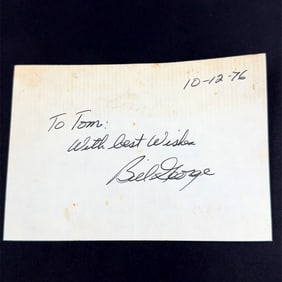 10-12-76
To Tom:
With best Wishes
Bill George